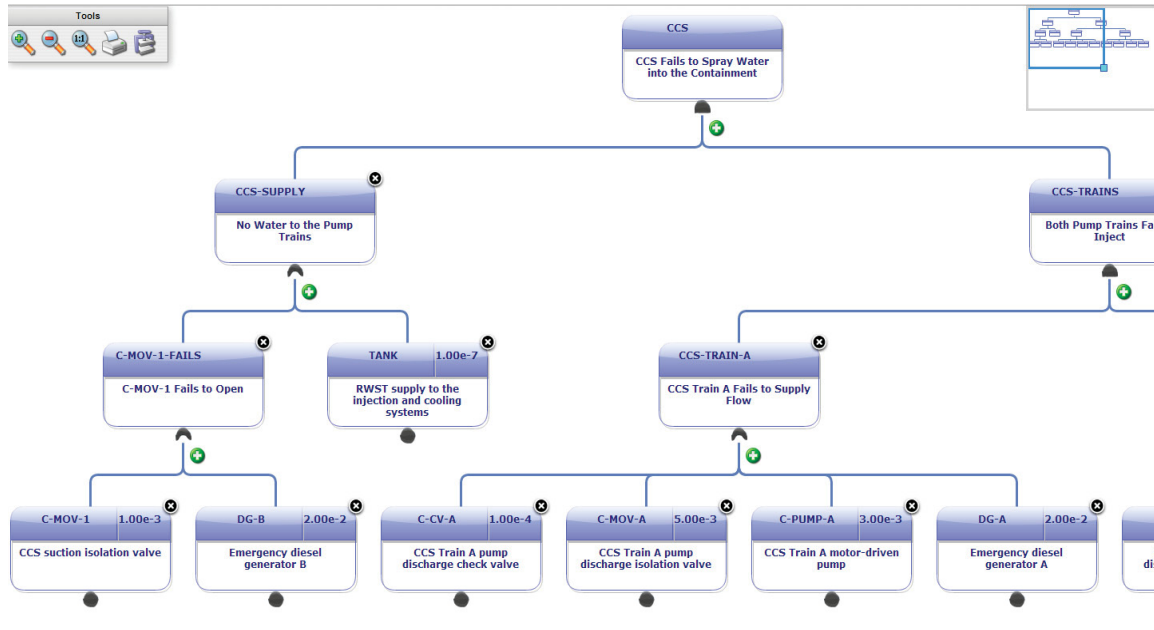 Tools
1:1
CCS
CCS Fails to Spray Water
into the Containment
CCS-SUPPLY
No Water to the Pump
Trains
CCS-TRAINS
Both Pump Trains Fa
Inject
C-MOV-1-FAILS
C-MOV-1 Fails to Open
TANK 1.00e-7
RWST supply to the
injection and cooling
systems
CCS-TRAIN-A
CCS Train A Fails to Supply
Flow
C-MOV-1 1.00e-3
CCS suction isolation valve
DG-B 2.00e-2
Emergency diesel
generator B
C-CV-A 1.00e-4
CCS Train A pump
discharge check valve
C-MOV-A 5.00e-3
CCS Train A pump
discharge isolation valve
C-PUMP-A 3.00e-3
CCS Train A motor-driven
pump
DG-A 2.00e-2
Emergency diesel
generator A
di